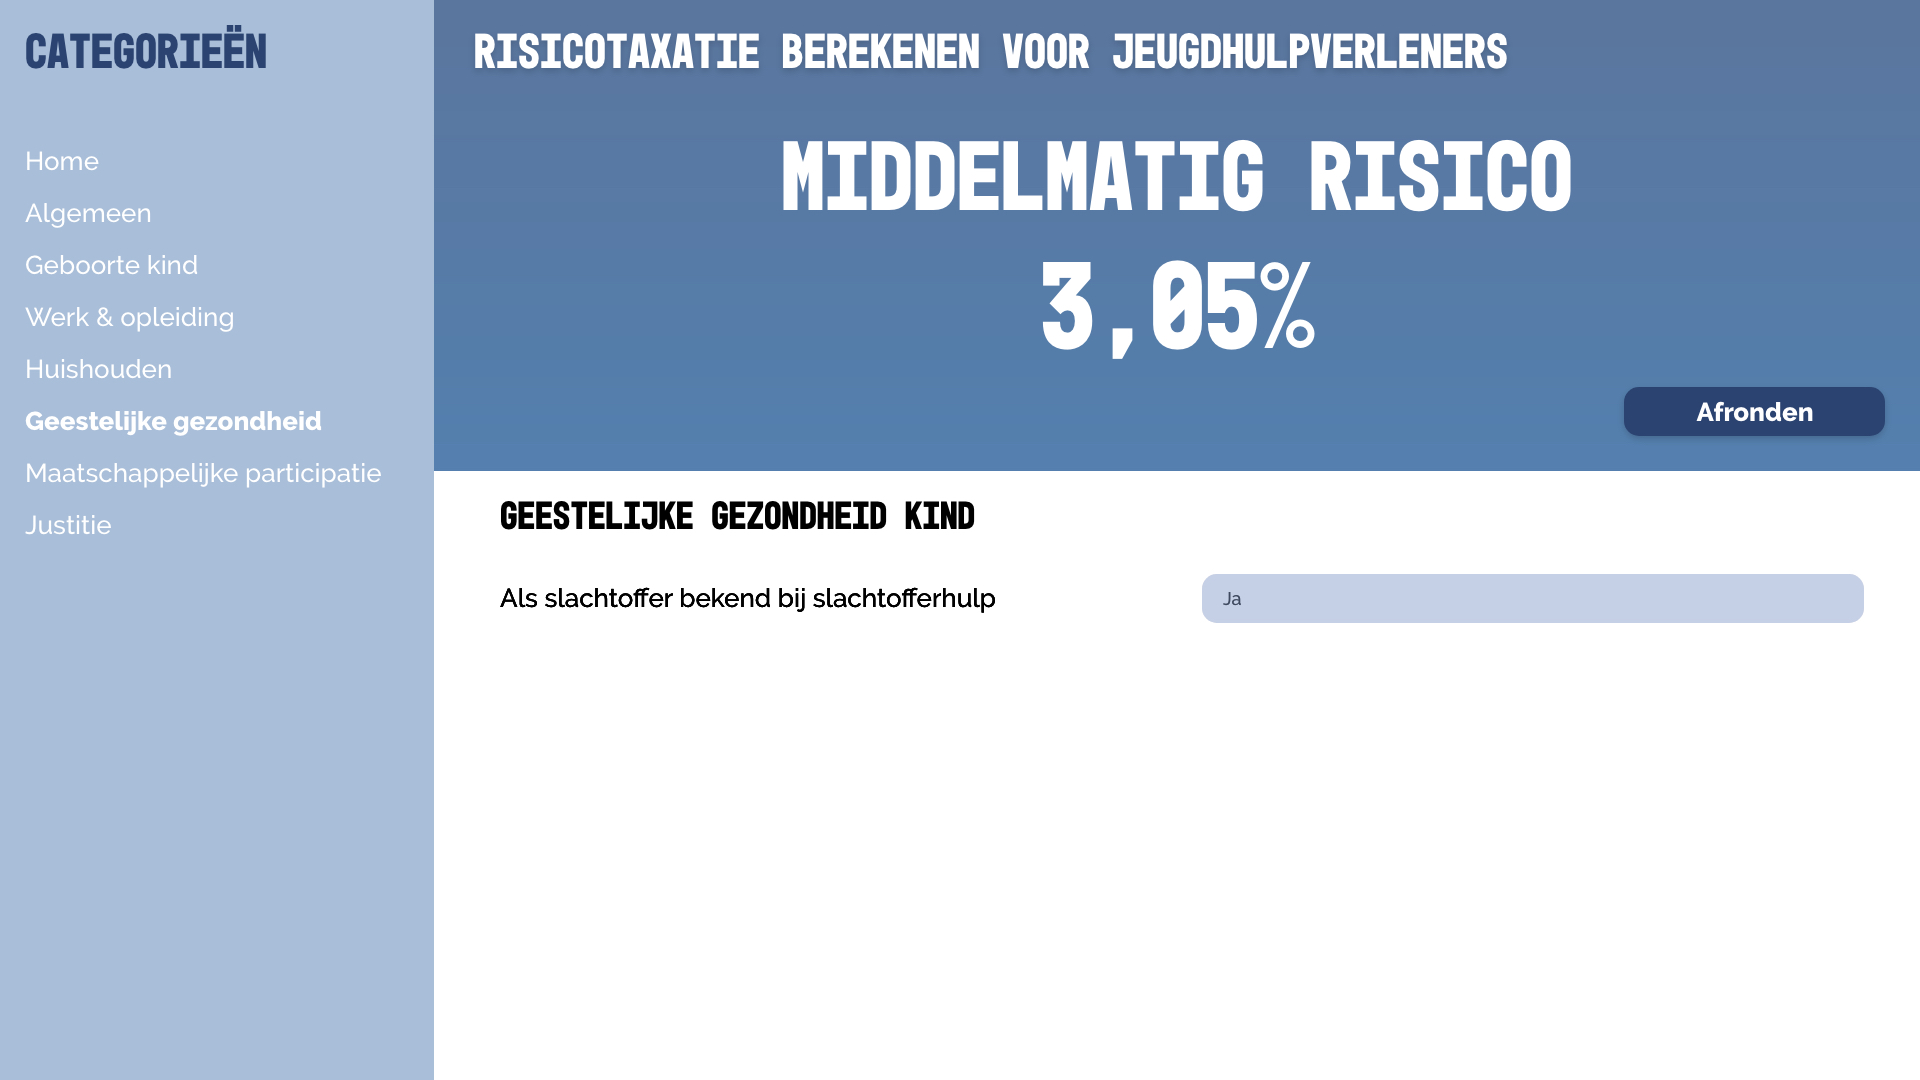 CATEGORIEËN
Home
Algemeen
Geboorte kind
Werk & opleiding
Huishouden
Geestelijke gezondheid
Maatschappelijke participatie
Justitie
RISICOTAXATIE BEREKENEN VOOR JEUGDHULPVERLENERS
MIDDELMATIG RISICO
3,05%
Afronden
GEESTELIJKE GEZONDHEID KIND
Als slachtoffer bekend bij slachtofferhulp
Ja